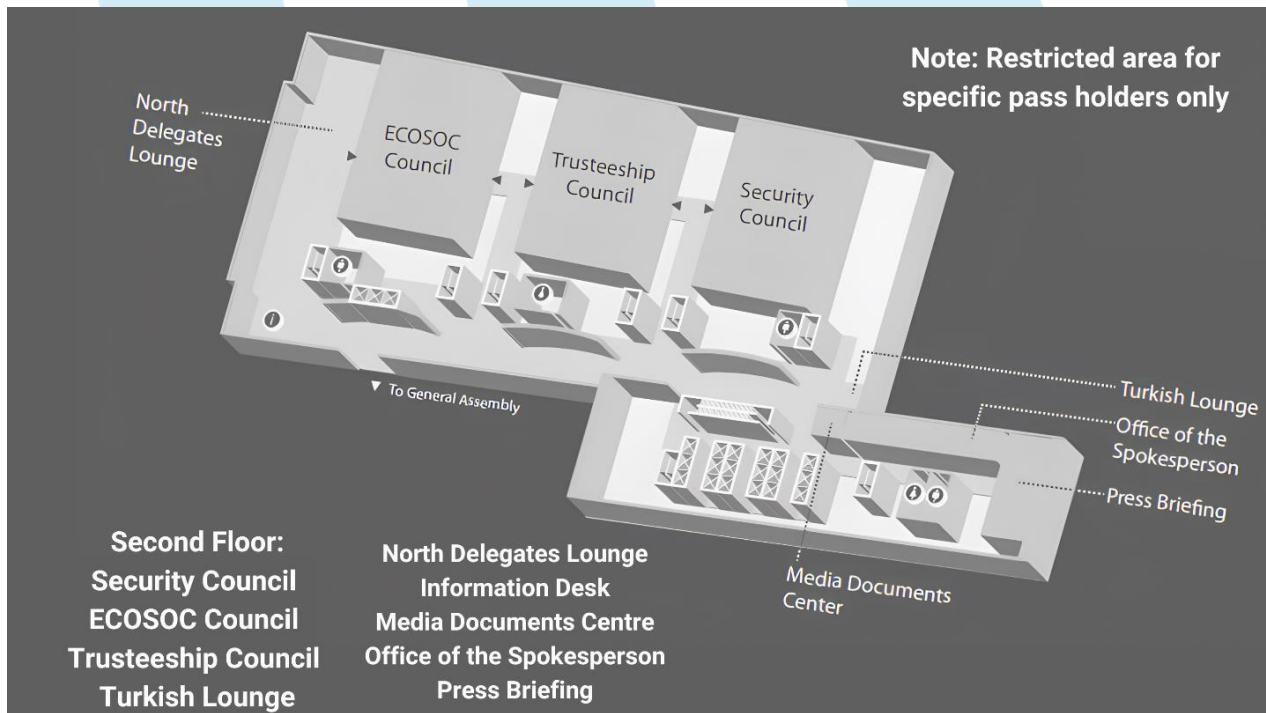 Note: Restricted area for
specific pass holders only
North
Delegates
Lounge
ECOSOC
Council
Trusteeship
Council
Security
Council
i
To General Assembly
Turkish Lounge
Office of the
Spokesperson
Press Briefing
Media Documents
Center
Second Floor:
Security Council
ECOSOC Council
Trusteeship Council
Turkish Lounge
North Delegates Lounge
Information Desk
Media Documents Centre
Office of the Spokesperson
Press Briefing